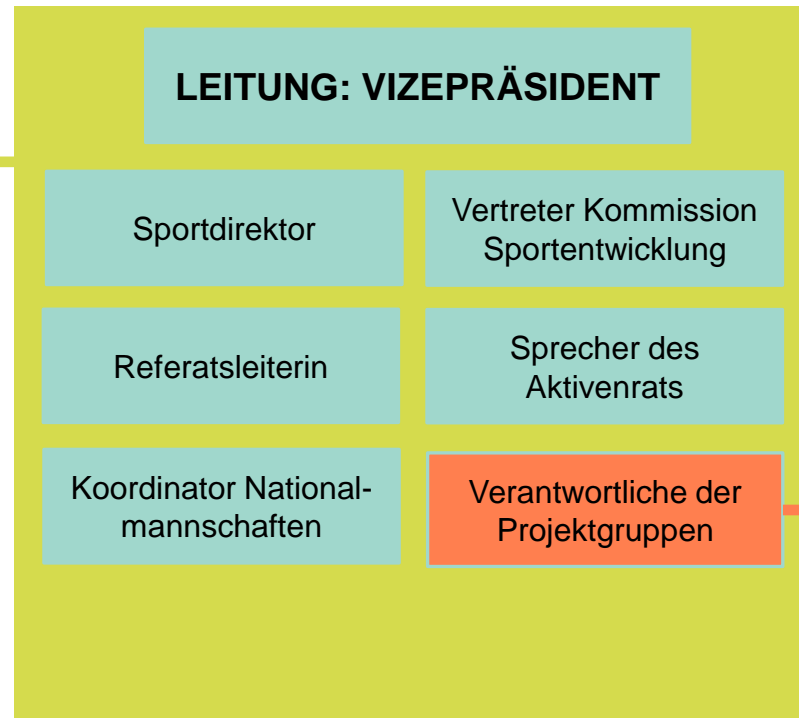 LEITUNG: VIZEPRÄSIDENT
Sportdirektor
Vertreter Kommission
Sportentwicklung
Referatsleiterin
Sprecher des
Aktivenrats
Koordinator National-
mannschaften
Verantwortliche der
Projektgruppen